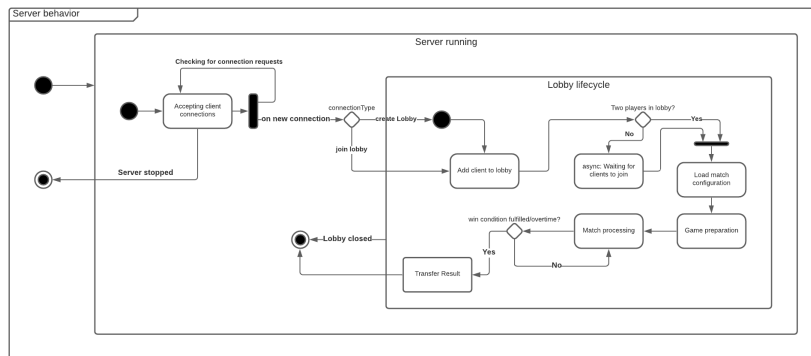 Server behavior
Server running
Checking for connection requests
Accepting client
connections
on new connection
connectionType
create Lobby
join lobby
Server stopped
Lobby lifecycle
Two players in lobby?
Yes
No
Add client to lobby
async: Waiting for
clients to join
Load match
configuration
Game preparation
Match processing
win condition fulfilled/overtime?
Yes
No
Transfer Result
Lobby closed